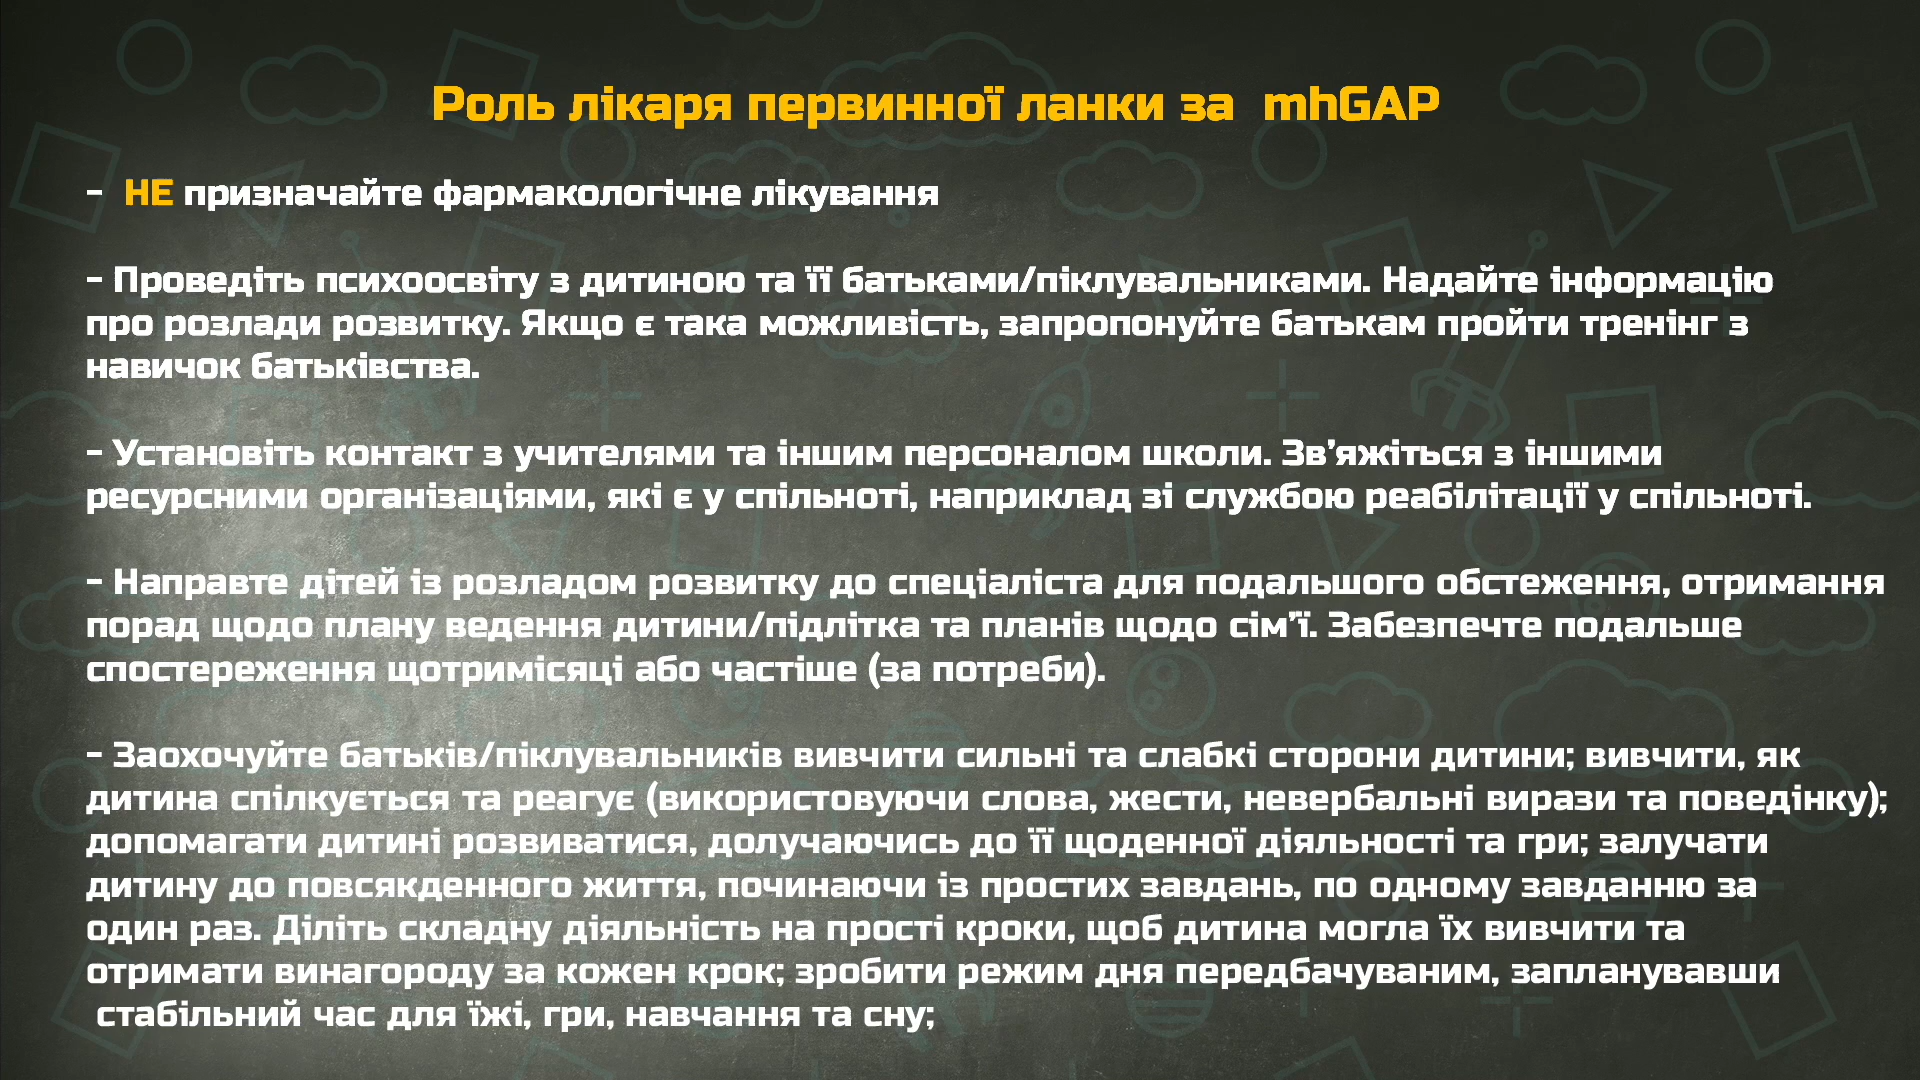 Роль лікаря первинної ланки за mhGAP
- НЕ призначайте фармакологічне лікування
- Проведіть психоосвіту з дитиною та її батьками/піклувальниками. Надайте інформацію
про розлади розвитку. Якщо є така можливість, запропонуйте батькам пройти тренінг з
навичок батьківства.
- Установіть контакт з учителями та іншим персоналом школи. Зв’яжіться з іншими
ресурсними організаціями, які є у спільноті, наприклад зі службою реабілітації у спільноті.
- Направте дітей із розладом розвитку до спеціаліста для подальшого обстеження, отримання
порад щодо плану ведення дитини/підлітка та планів щодо сім’ї. Забезпечте подальше
спостереження щотримісяці або частіше (за потреби).
- Заохочуйте батьків/піклувальників вивчити сильні та слабкі сторони дитини; вивчити, як
дитина спілкується та реагує (використовуючи слова, жести, невербальні вирази та поведінку);
допомагати дитині розвиватися, долучаючись до її щоденної діяльності та гри; залучати
дитину до повсякденного життя, починаючи із простих завдань, по одному завданню за
один раз. Діліть складну діяльність на прості кроки, щоб дитина могла їх вивчити та
отримати винагороду за кожен крок; зробити режим дня передбачуваним, запланувавши
стабільний час для їжі, гри, навчання та сну;